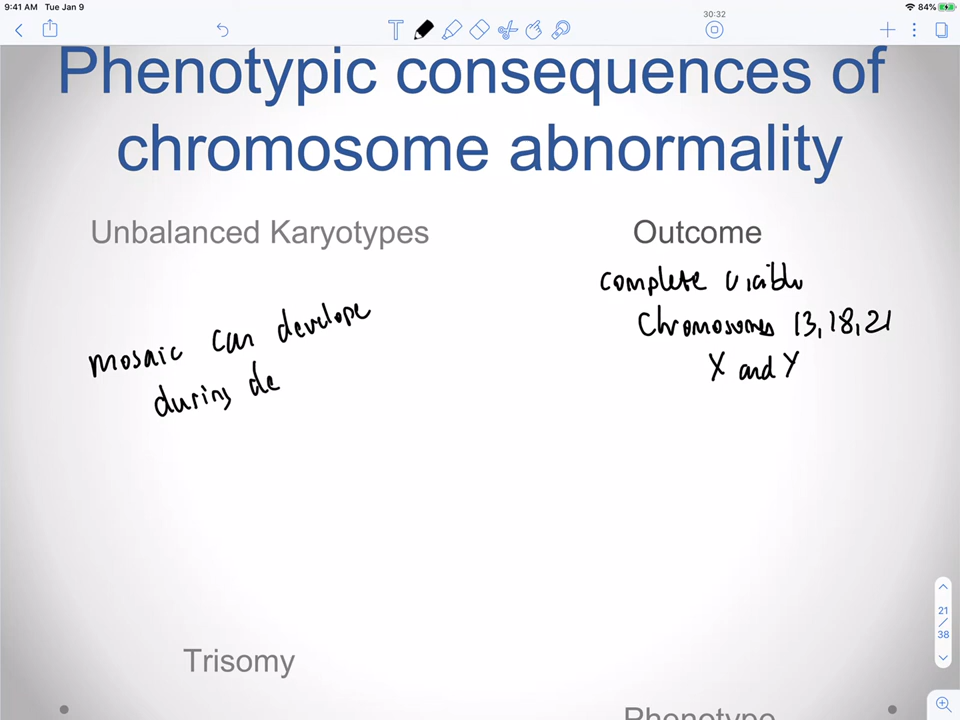 9:41 AM Tue Jan 9
30:32
84%
Phenotypic consequences of
chromosome abnormality
Unbalanced Karyotypes
Outcome
complete viable
Chromosomes 13, 18, 21
X and Y
mosaic can develope
during de
21
/
38
Trisomy
Phenotype